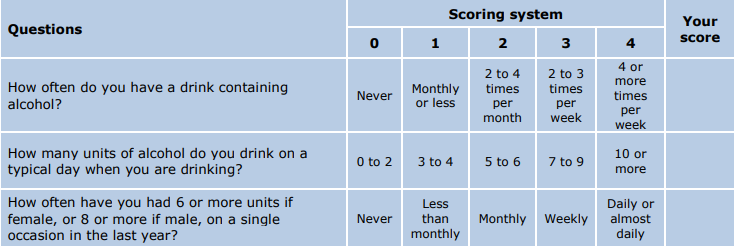 Questions
Scoring system
Your
score
0 1 2 3 4
How often do you have a drink containing
alcohol?
Never
Monthly
or less
2 to 4
times
per
month
2 to 3
times
per
week
4 or
more
times
per
week
How many units of alcohol do you drink on a
typical day when you are drinking?
0 to 2
3 to 4
5 to 6
7 to 9
10 or
more
How often have you had 6 or more units if
female, or 8 or more if male, on a single
occasion in the last year?
Never
Less
than
monthly
Monthly
Weekly
Daily or
almost
daily